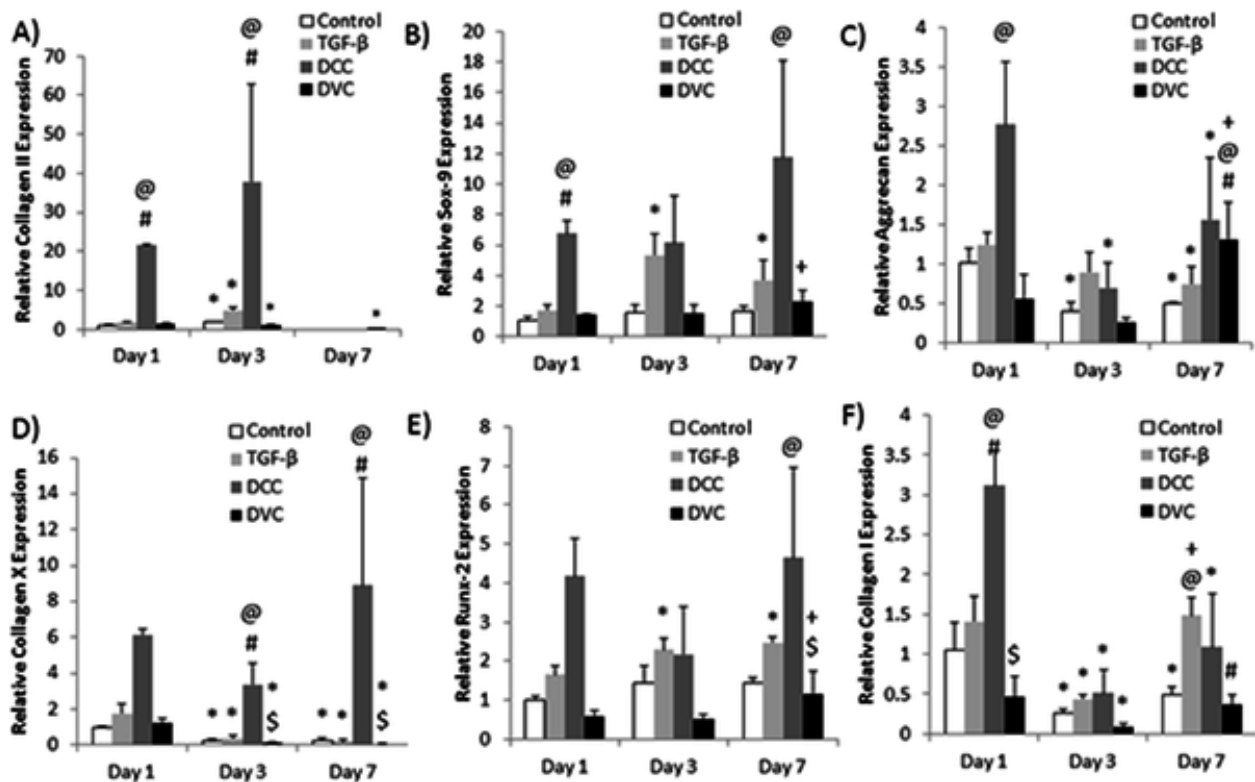 A)
Relative Collagen II Expression
70
60
50
40
30
20
10
0
Control
TGF-β
DCC
DVC
@
#
@
#
*
*
*
*
Day 1
Day 3
Day 7
B)
Relative Sox-9 Expression
20
18
16
14
12
10
8
6
4
2
0
Control
TGF-β
DCC
DVC
@
#
*
@
*
+
Day 1
Day 3
Day 7
C)
Relative Aggrecan Expression
4
3.5
3
2.5
2
1.5
1
0.5
0
Control
TGF-β
DCC
DVC
@
*
*
*
*
*
+
@
#
Day 1
Day 3
Day 7
D)
Relative Collagen X Expression
16
14
12
10
8
6
4
2
0
Control
TGF-β
DCC
DVC
* *
@
#
*
$
* *
@
#
*
$
Day 1
Day 3
Day 7
E)
Relative Runx-2 Expression
8
7
6
5
4
3
2
1
0
Control
TGF-β
DCC
DVC
*
*
@
+
$
Day 1
Day 3
Day 7
F)
Relative Collagen I Expression
4
3.5
3
2.5
2
1.5
1
0.5
0
Control
TGF-β
DCC
DVC
@
#
$
*
*
*
*
*
+
@
*
#
Day 1
Day 3
Day 7